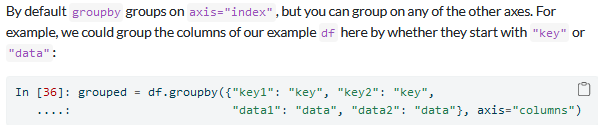 By default groupby groups on axis="index", but you can group on any of the other axes. For
example, we could group the columns of our example df here by whether they start with "key" or
"data":
In [36]: grouped = df.groupby({"key1": "key", "key2": "key",
   ....:                       "data1": "data", "data2": "data"}, axis="columns")